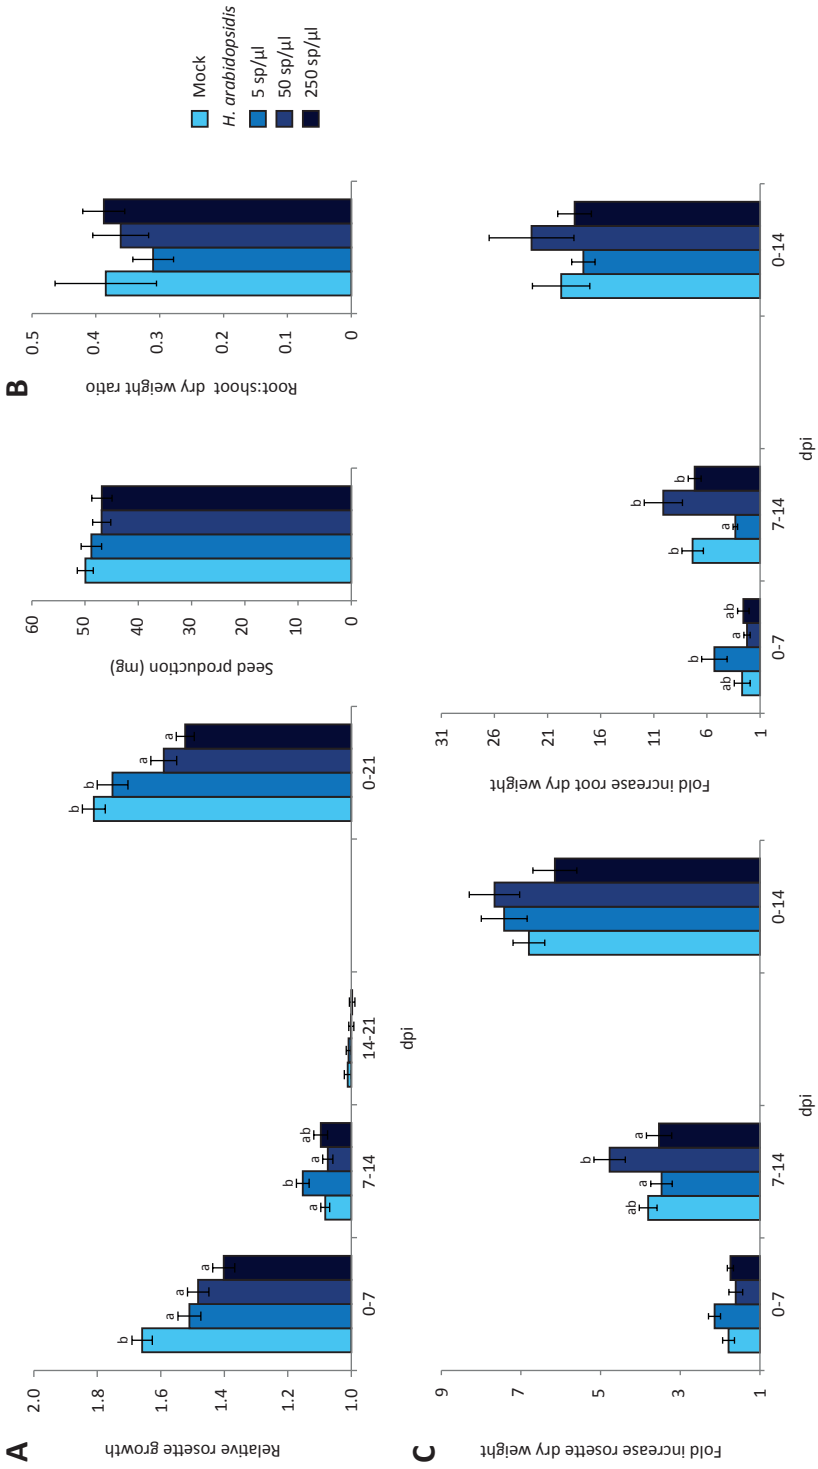 A
Relative rosette growth
2.0
1.8
1.6
1.4
1.2
1.0
b
a
a
a
a
b
a
ab
b
b
a
a
0-7
7-14
14-21
0-21
dpi
Seed production (mg)
60
50
40
30
20
10
0
B
Root:shoot dry weight ratio
0.5
0.4
0.3
0.2
0.1
0
Mock
H. arabidopsidis
5 sp/µl
50 sp/µl
250 sp/µl
C
Fold increase rosette dry weight
9
7
5
3
1
ab
a
b
a
0-7
7-14
0-14
dpi
Fold increase root dry weight
31
26
21
16
11
6
1
ab
b
a
ab
b
a
b
b
0-7
7-14
0-14
dpi